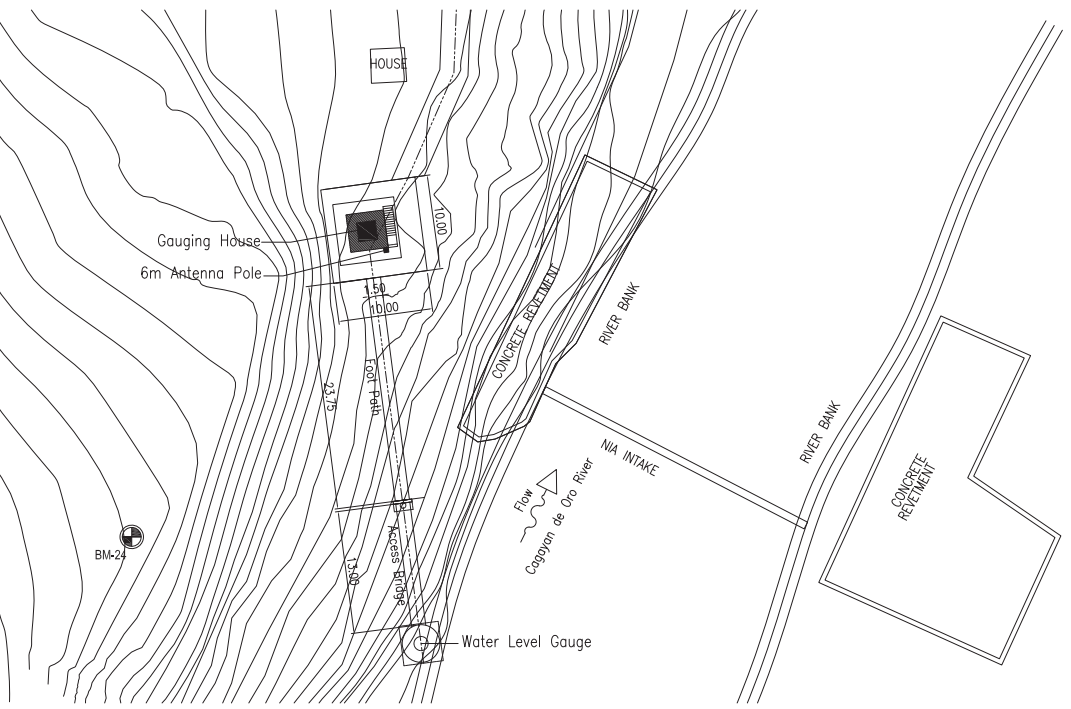 HOUSE
Gauging House
10.00
6m Antenna Pole
1.50
10.00
CONCRETE REVETMENT
RIVER BANK
Foot Path
23.75
RIVER BANK
NIA INTAKE
CONCRETE
REVETMENT
Flow
Cagayan de Oro River
BM-24
Access Bridge
13.00
Water Level Gauge